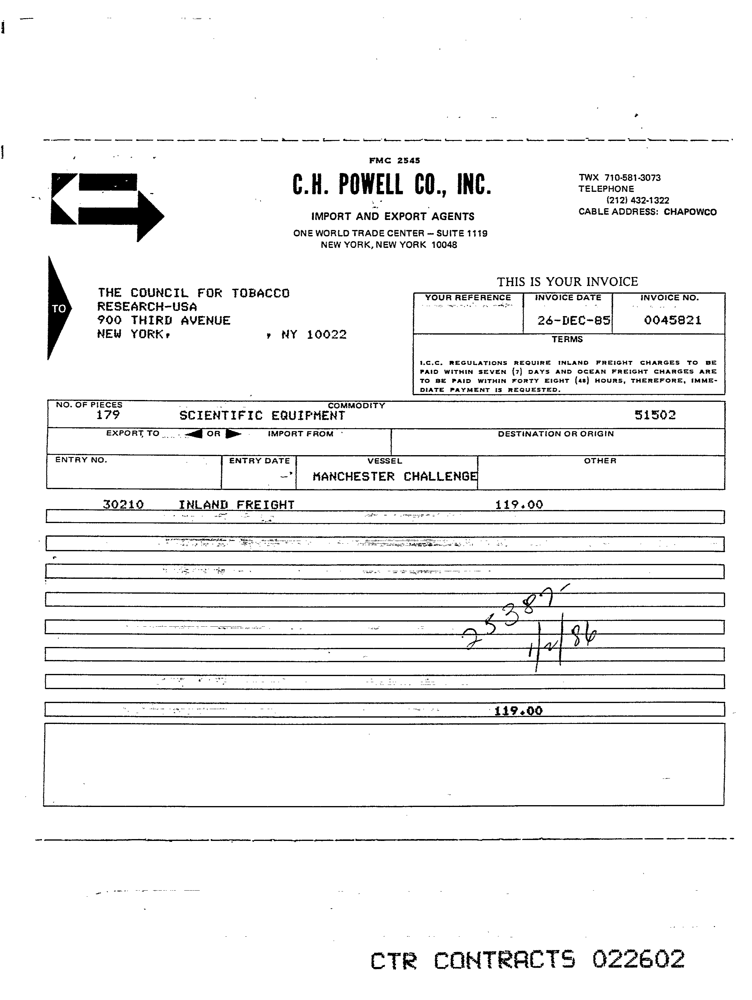 FMC 2545
C.H. POWELL CO., INC.
IMPORT AND EXPORT AGENTS
ONE WORLD TRADE CENTER – SUITE 1119
NEW YORK, NEW YORK 10048
TWX 710-581-3073
TELEPHONE
(212) 432-1322
CABLE ADDRESS: CHAPOWCO
TO
THE COUNCIL FOR TOBACCO
RESEARCH-USA
900 THIRD AVENUE
NEW YORK, , NY 10022
THIS IS YOUR INVOICE
YOUR REFERENCE INVOICE DATE INVOICE NO.
26-DEC-85 0045821
TERMS
I.C.C. REGULATIONS REQUIRE INLAND FREIGHT CHARGES TO BE
PAID WITHIN SEVEN (7) DAYS AND OCEAN FREIGHT CHARGES ARE
TO BE PAID WITHIN FORTY EIGHT (48) HOURS, THEREFORE, IMME-
DIATE PAYMENT IS REQUESTED.
NO. OF PIECES COMMODITY
179 SCIENTIFIC EQUIPMENT 51502
EXPORT TO OR IMPORT FROM DESTINATION OR ORIGIN
ENTRY NO. ENTRY DATE VESSEL OTHER
MANCHESTER CHALLENGE
30210 INLAND FREIGHT 119.00
25387
1/2/86
119.00
CTR CONTRACTS 022602